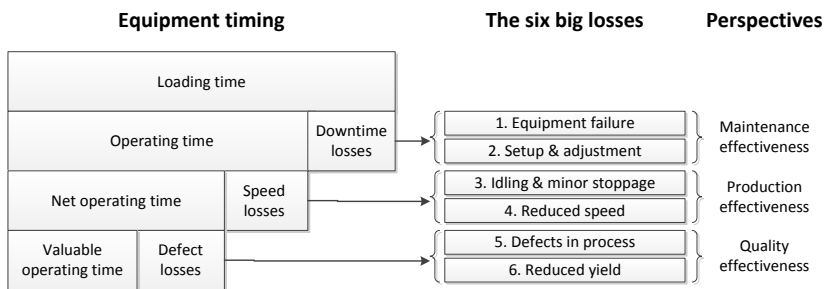 Equipment timing
The six big losses
Perspectives
Loading time
Operating time
Downtime
losses
1. Equipment failure
2. Setup & adjustment
Maintenance
effectiveness
Net operating time
Speed
losses
3. Idling & minor stoppage
4. Reduced speed
Production
effectiveness
Valuable
operating time
Defect
losses
5. Defects in process
6. Reduced yield
Quality
effectiveness